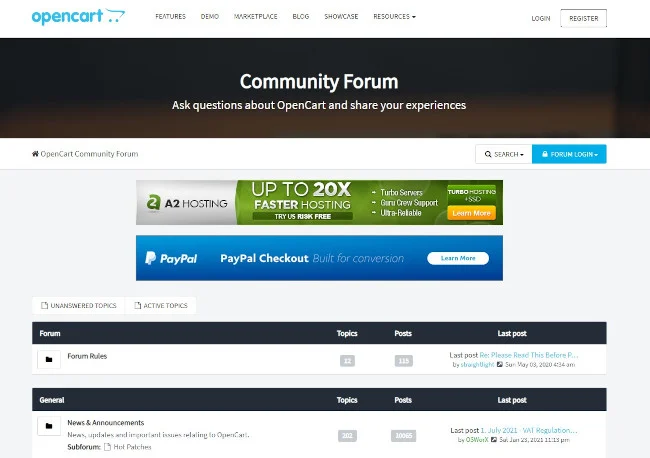 opencart
FEATURES DEMO MARKETPLACE BLOG SHOWCASE RESOURCES
LOGIN REGISTER
Community Forum
Ask questions about OpenCart and share your experiences
OpenCart Community Forum
SEARCH FORUM LOGIN
A2 HOSTING
UP TO 20X
FASTER HOSTING
TRY US RISK FREE
• Turbo Servers
• Guru Crew Support
• Ultra-Reliable
TURBO HOSTING
+SSD
Learn More
PayPal PayPal Checkout Built for conversion Learn More
UNANSWERED TOPICS ACTIVE TOPICS
Forum Topics Posts Last post
Forum Rules 12 115 Last post Re: Please Read This Before P...
by straightlight Sun May 03, 2020 4:34 am
General Topics Posts Last post
News & Announcements
News, updates and important issues relating to OpenCart.
Subforum: Hot Patches
202 20065 Last post 1. July 2021 - VAT Regulation...
by OSWorX Sat Jan 23, 2021 11:13 pm